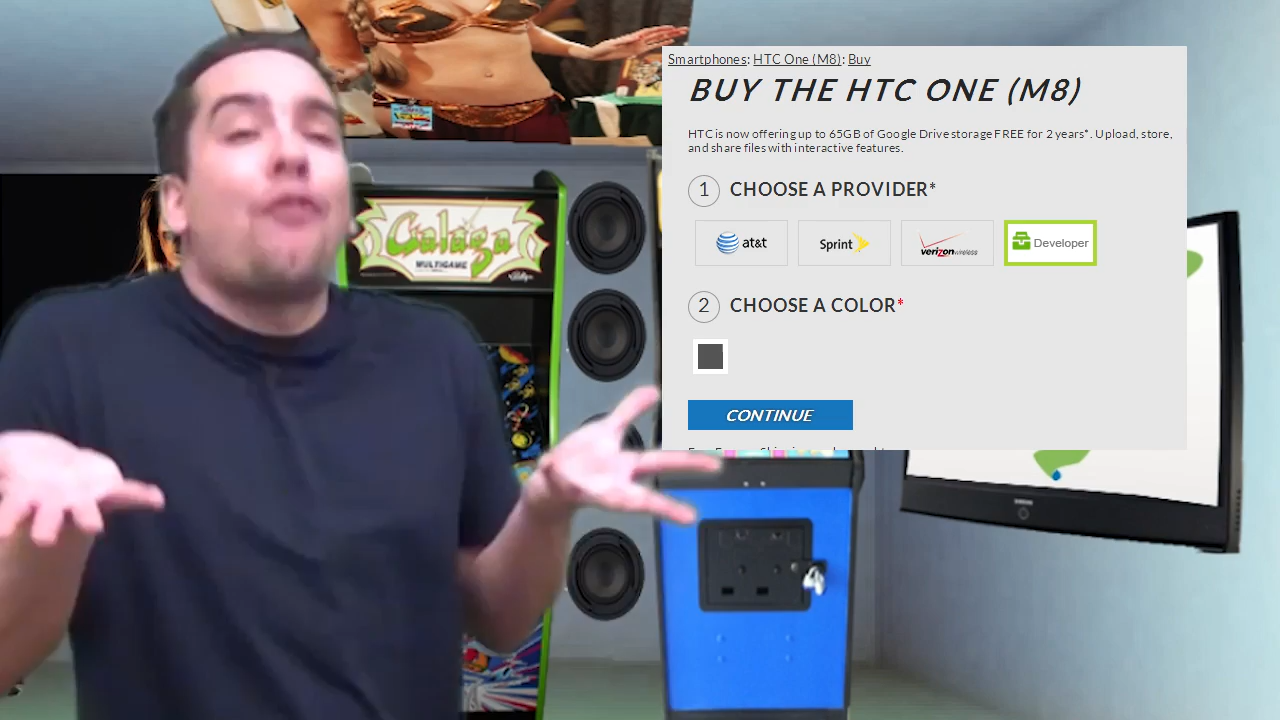 Smartphones: HTC One (M8): Buy
BUY THE HTC ONE (M8)
HTC is now offering up to 65GB of Google Drive storage FREE for 2 years*. Upload, store,
and share files with interactive features.
1 CHOOSE A PROVIDER*
at&t Sprint verizon wireless Developer
2 CHOOSE A COLOR*
CONTINUE
Galaga
MULTIGAME
SAMSUNG